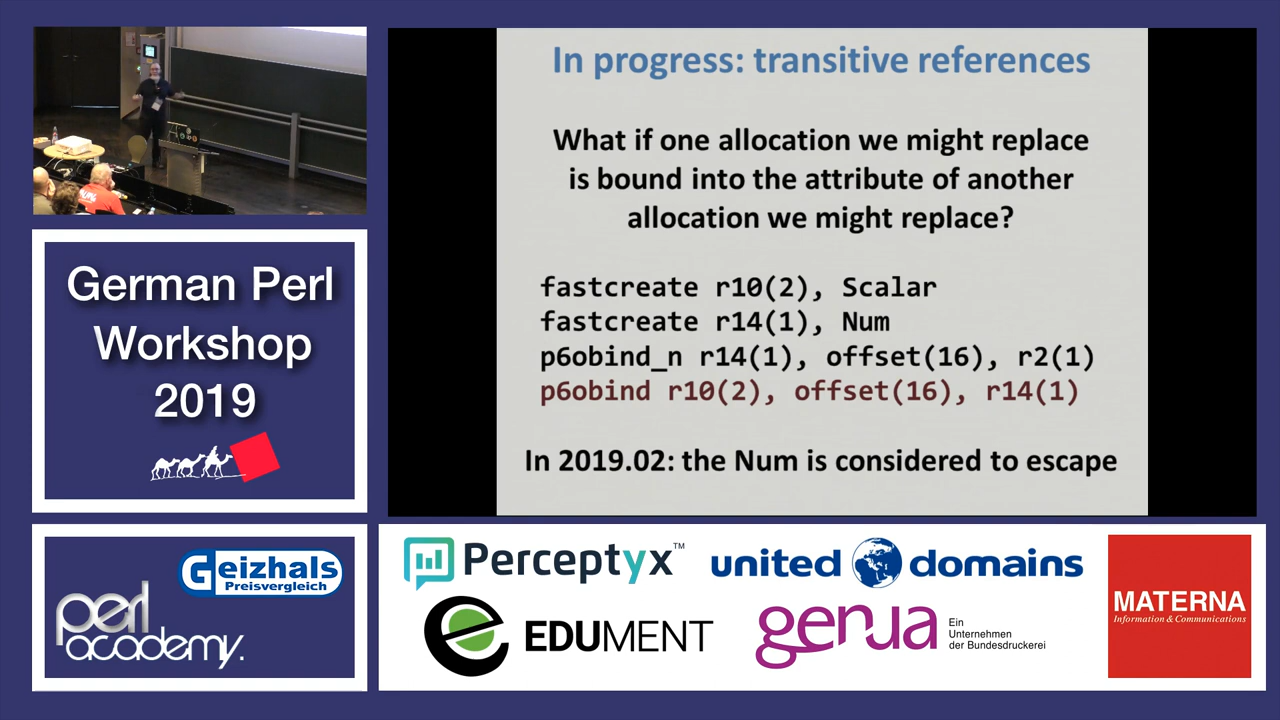 In progress: transitive references
What if one allocation we might replace
is bound into the attribute of another
allocation we might replace?
fastcreate r10(2), Scalar
fastcreate r14(1), Num
p6obind_n r14(1), offset(16), r2(1)
p6obind r10(2), offset(16), r14(1)
In 2019.02: the Num is considered to escape
German Perl
Workshop
2019
Geizhals
Preisvergleich
perl
academy.
Perceptyx™
united domains
EDUMENT
genua
Ein
Unternehmen
der Bundesdruckerei
MATERNA
Information & Communications